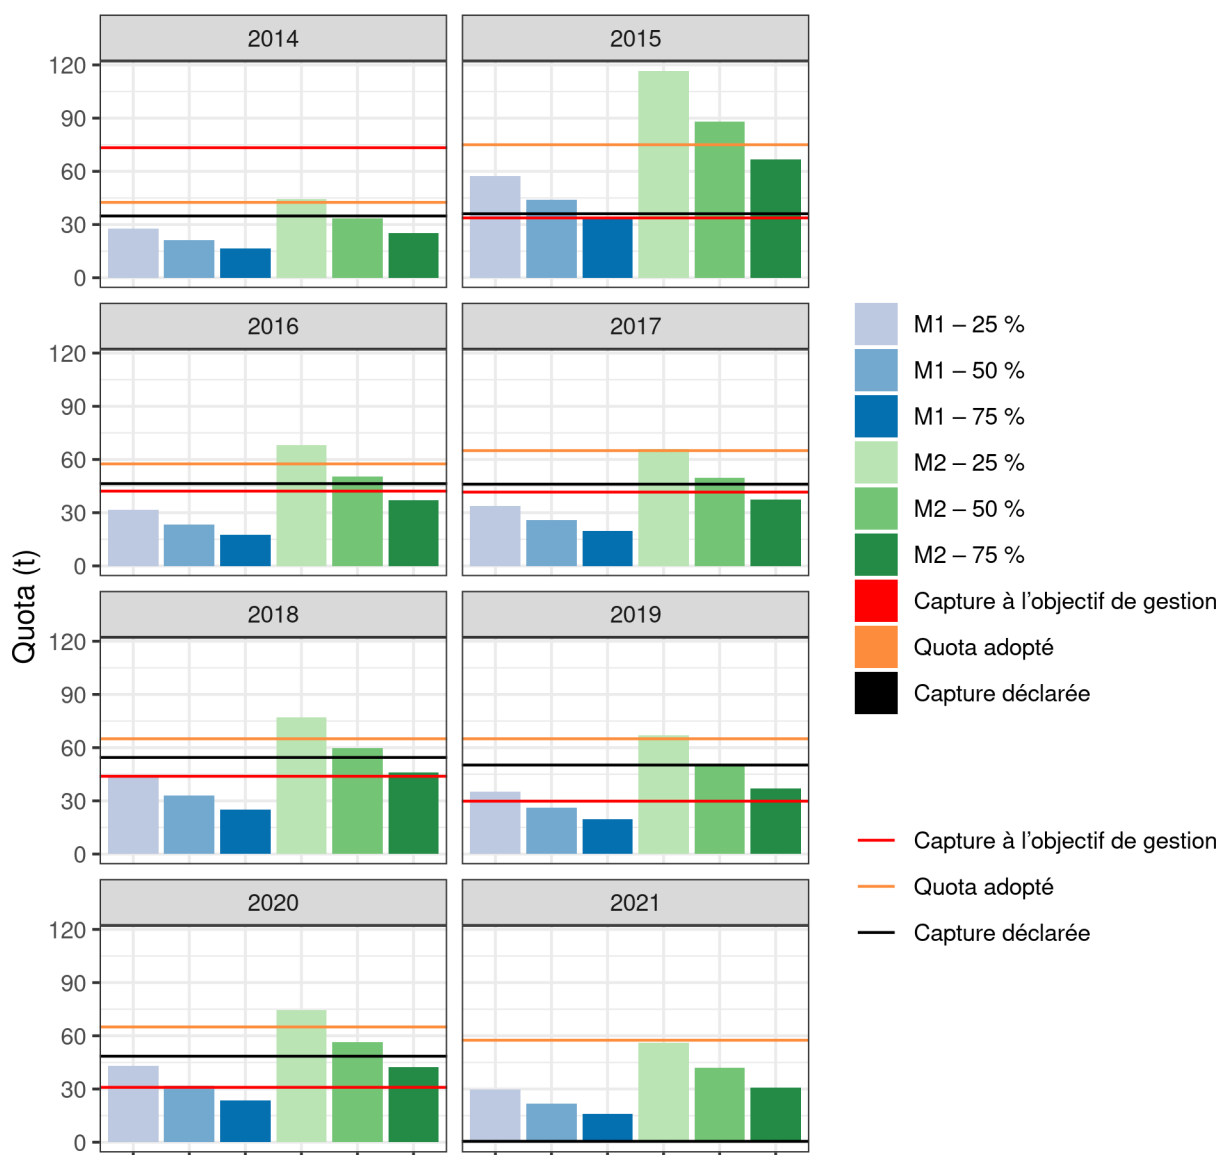 2014
2015
120
90
60
30
0
2016
2017
120
90
60
30
0
2018
2019
120
90
60
30
0
2020
2021
120
90
60
30
0
Quota (t)
M1 – 25 %
M1 – 50 %
M1 – 75 %
M2 – 25 %
M2 – 50 %
M2 – 75 %
Capture à l'objectif de gestion
Quota adopté
Capture déclarée
Capture à l'objectif de gestion
Quota adopté
Capture déclarée